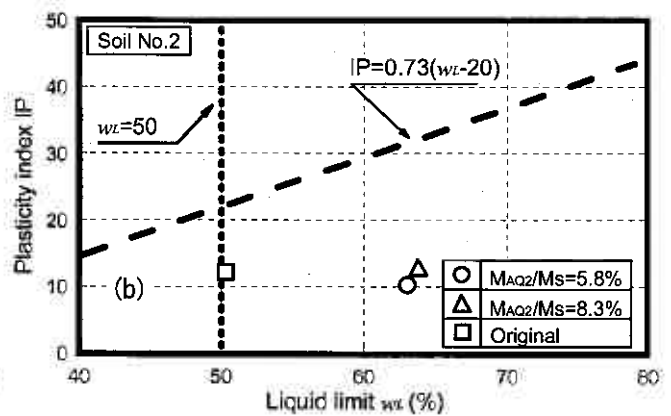 Soil No.2
IP=0.73(wL-20)
wL=50
(b)
MAQ2/Ms=5.8%
MAQ2/Ms=8.3%
Original
Plasticity index IP
50
40
30
20
10
0
40
50
60
70
80
Liquid limit wL (%)